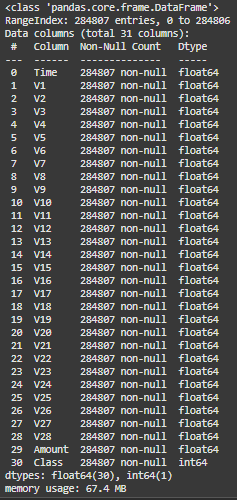 <class 'pandas.core.frame.DataFrame'>
RangeIndex: 284807 entries, 0 to 284806
Data columns (total 31 columns):
 #   Column  Non-Null Count   Dtype
---  ------  --------------   -----
 0   Time    284807 non-null  float64
 1   V1      284807 non-null  float64
 2   V2      284807 non-null  float64
 3   V3      284807 non-null  float64
 4   V4      284807 non-null  float64
 5   V5      284807 non-null  float64
 6   V6      284807 non-null  float64
 7   V7      284807 non-null  float64
 8   V8      284807 non-null  float64
 9   V9      284807 non-null  float64
 10  V10     284807 non-null  float64
 11  V11     284807 non-null  float64
 12  V12     284807 non-null  float64
 13  V13     284807 non-null  float64
 14  V14     284807 non-null  float64
 15  V15     284807 non-null  float64
 16  V16     284807 non-null  float64
 17  V17     284807 non-null  float64
 18  V18     284807 non-null  float64
 19  V19     284807 non-null  float64
 20  V20     284807 non-null  float64
 21  V21     284807 non-null  float64
 22  V22     284807 non-null  float64
 23  V23     284807 non-null  float64
 24  V24     284807 non-null  float64
 25  V25     284807 non-null  float64
 26  V26     284807 non-null  float64
 27  V27     284807 non-null  float64
 28  V28     284807 non-null  float64
 29  Amount  284807 non-null  float64
 30  Class   284807 non-null  int64
dtypes: float64(30), int64(1)
memory usage: 67.4 MB